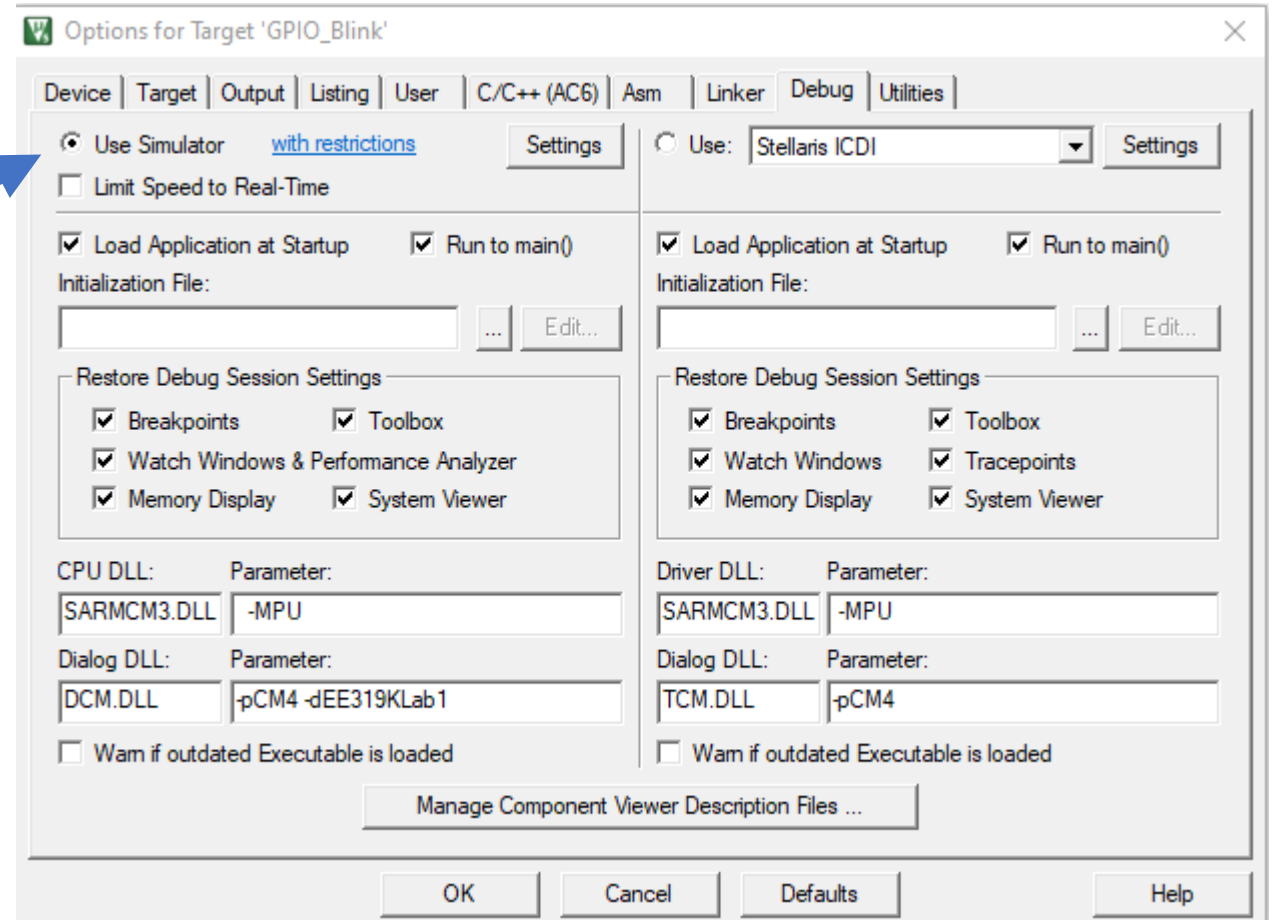 Options for Target 'GPIO_Blink'
Device Target Output Listing User C/C++ (AC6) Asm Linker Debug Utilities
Use Simulator with restrictions Settings
Limit Speed to Real-Time
Load Application at Startup Run to main()
Initialization File:
... Edit...
Restore Debug Session Settings
Breakpoints Toolbox
Watch Windows & Performance Analyzer
Memory Display System Viewer
CPU DLL: Parameter:
SARMCM3.DLL -MPU
Dialog DLL: Parameter:
DCM.DLL -pCM4 -dEE319KLab1
Warn if outdated Executable is loaded
Use: Stellaris ICDI Settings
Load Application at Startup Run to main()
Initialization File:
... Edit...
Restore Debug Session Settings
Breakpoints Toolbox
Watch Windows Tracepoints
Memory Display System Viewer
Driver DLL: Parameter:
SARMCM3.DLL -MPU
Dialog DLL: Parameter:
TCM.DLL -pCM4
Warn if outdated Executable is loaded
Manage Component Viewer Description Files ...
OK Cancel Defaults Help